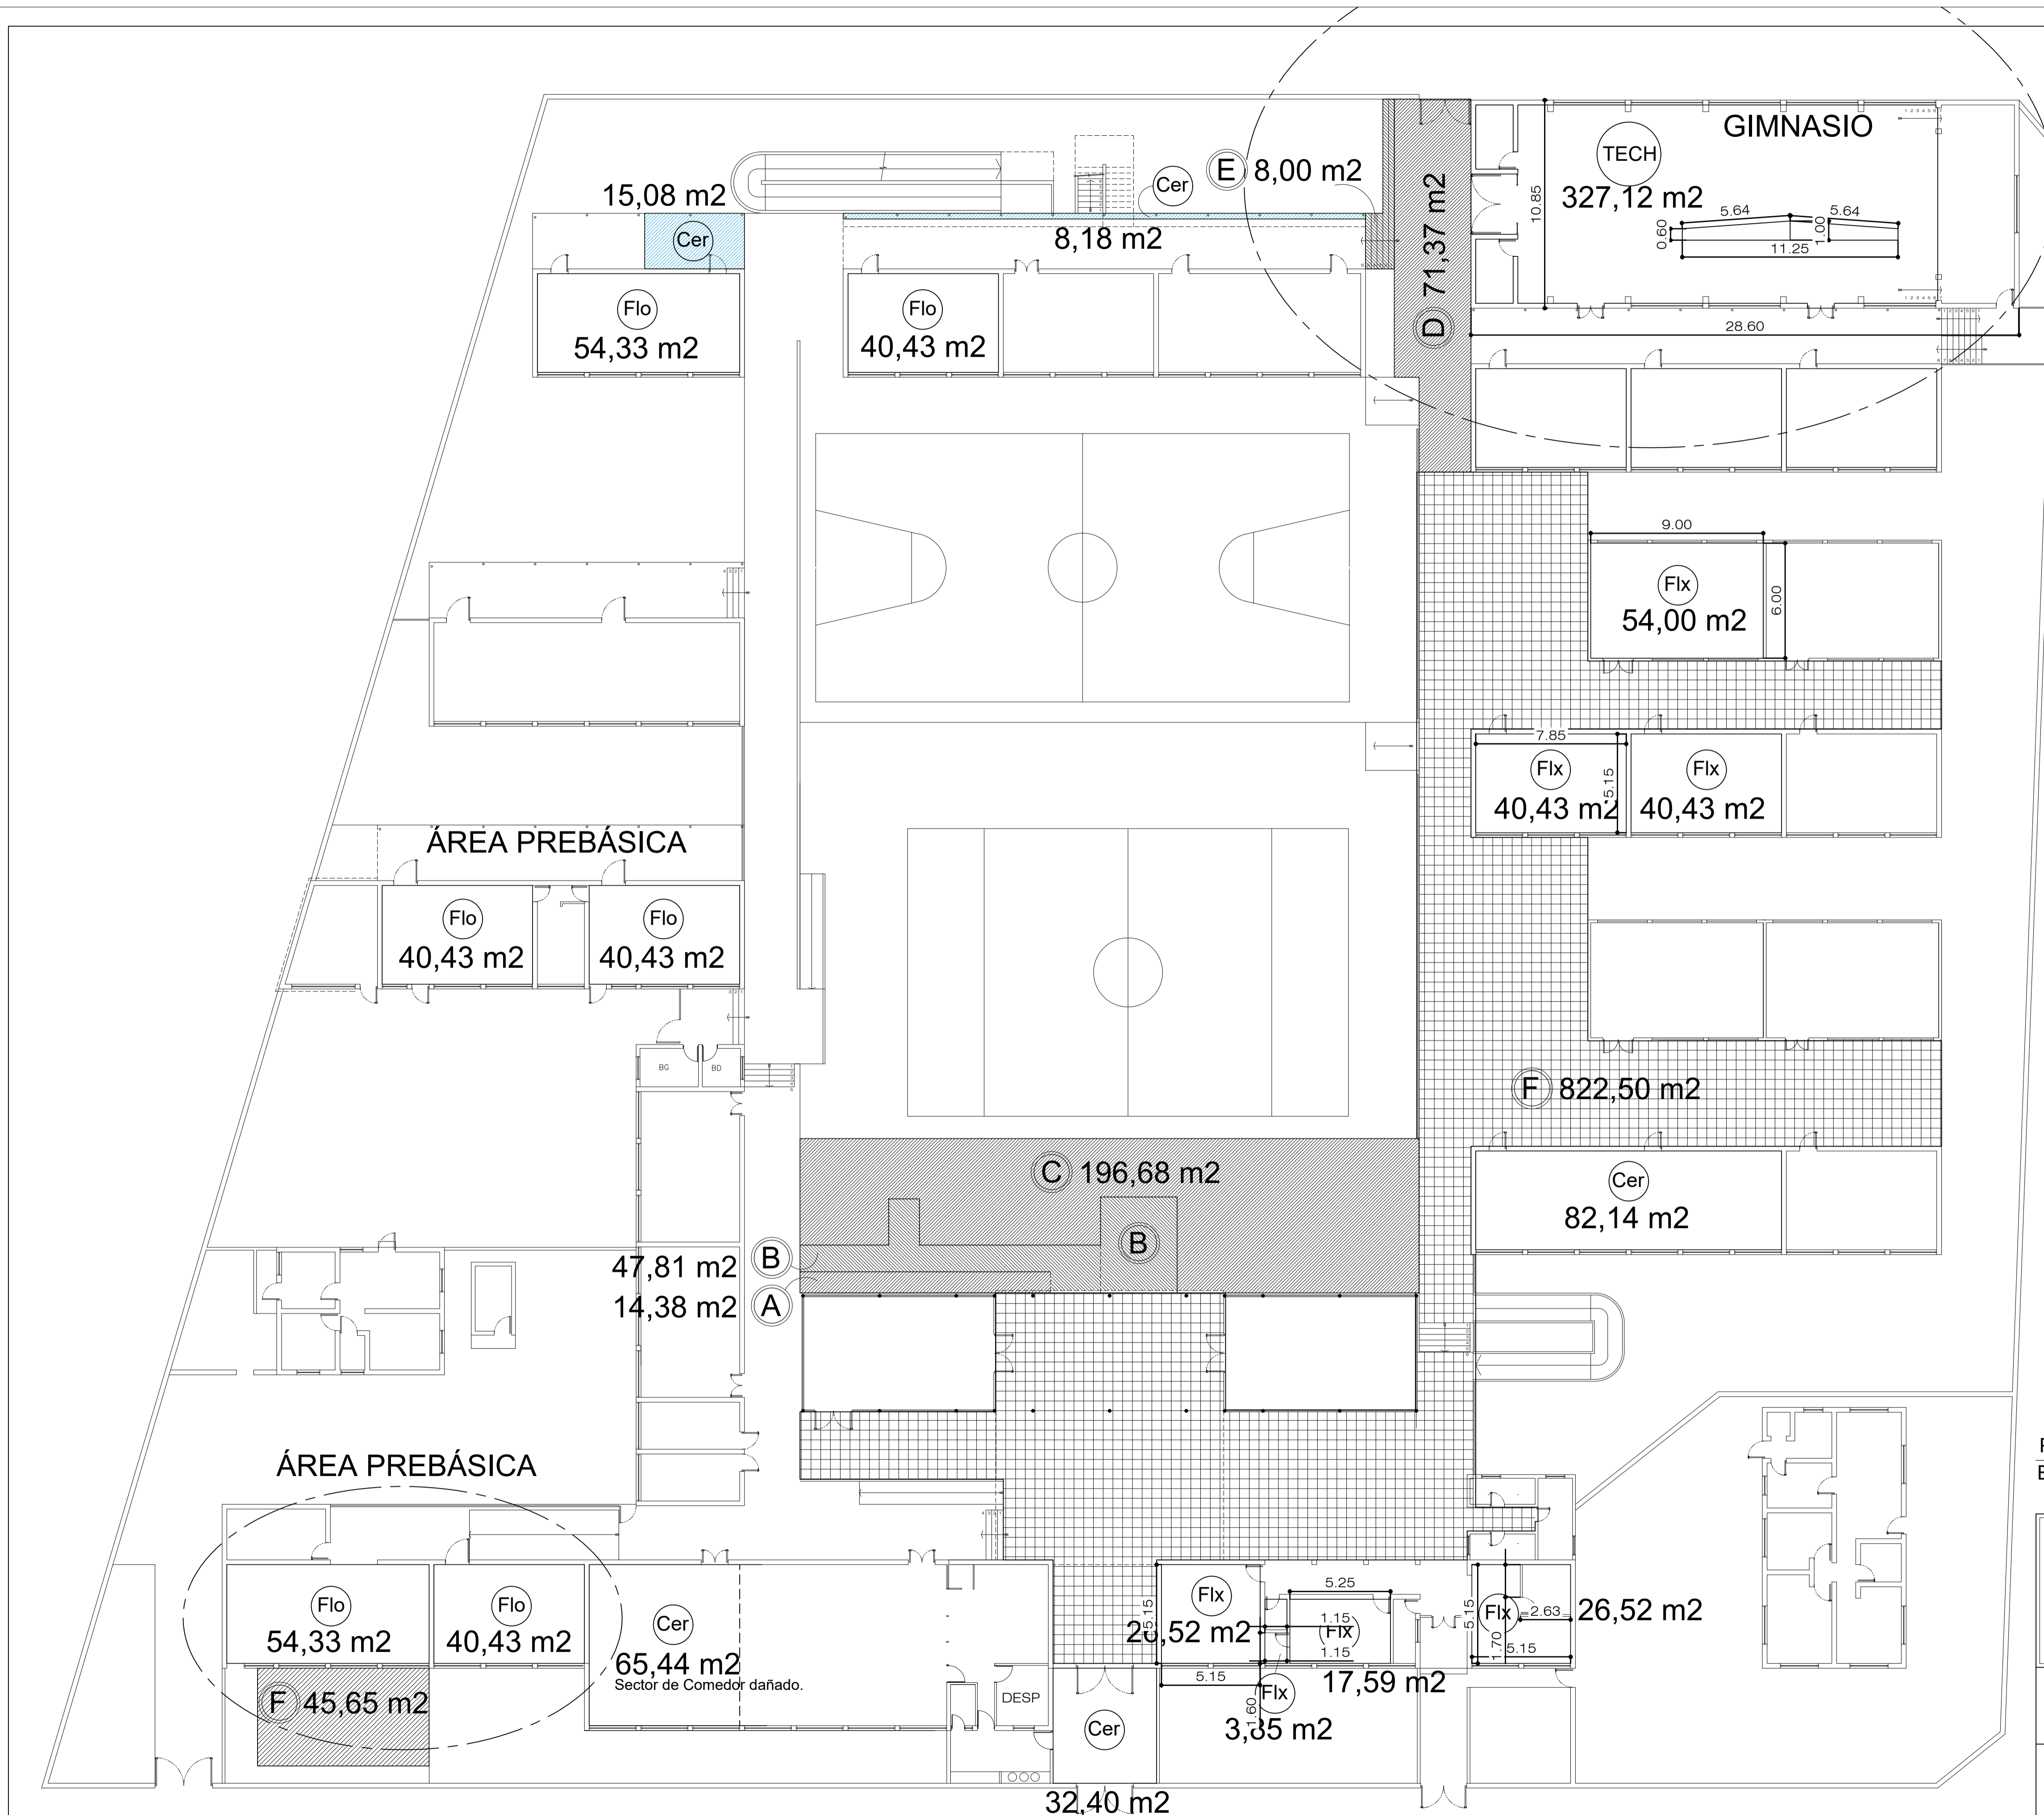 GIMNASIO
TECH
327,12 m2
10.85
5.64
5.64
0.60
1.00
11.25
28.60
E 8,00 m2
Cer
15,08 m2
Cer
8,18 m2
D 71,37 m2
Flo
54,33 m2
Flo
40,43 m2
9.00
Flx
54,00 m2
6.00
7.85
Flx
40,43 m2
5.15
Flx
40,43 m2
ÁREA PREBÁSICA
Flo
40,43 m2
Flo
40,43 m2
BG
BD
F 822,50 m2
C 196,68 m2
Cer
82,14 m2
47,81 m2 B
B
14,38 m2 A
ÁREA PREBÁSICA
Flo
54,33 m2
Flo
40,43 m2
Cer
65,44 m2
Sector de Comedor dañado.
F 45,65 m2
DESP
Cer
32,40 m2
5.15
Flx
26,52 m2
5.15
5.25
1.15
Flx
1.15
17,59 m2
Flx
1.60
3,85 m2
5.15
Flx
2.63
1.70
5.15
26,52 m2